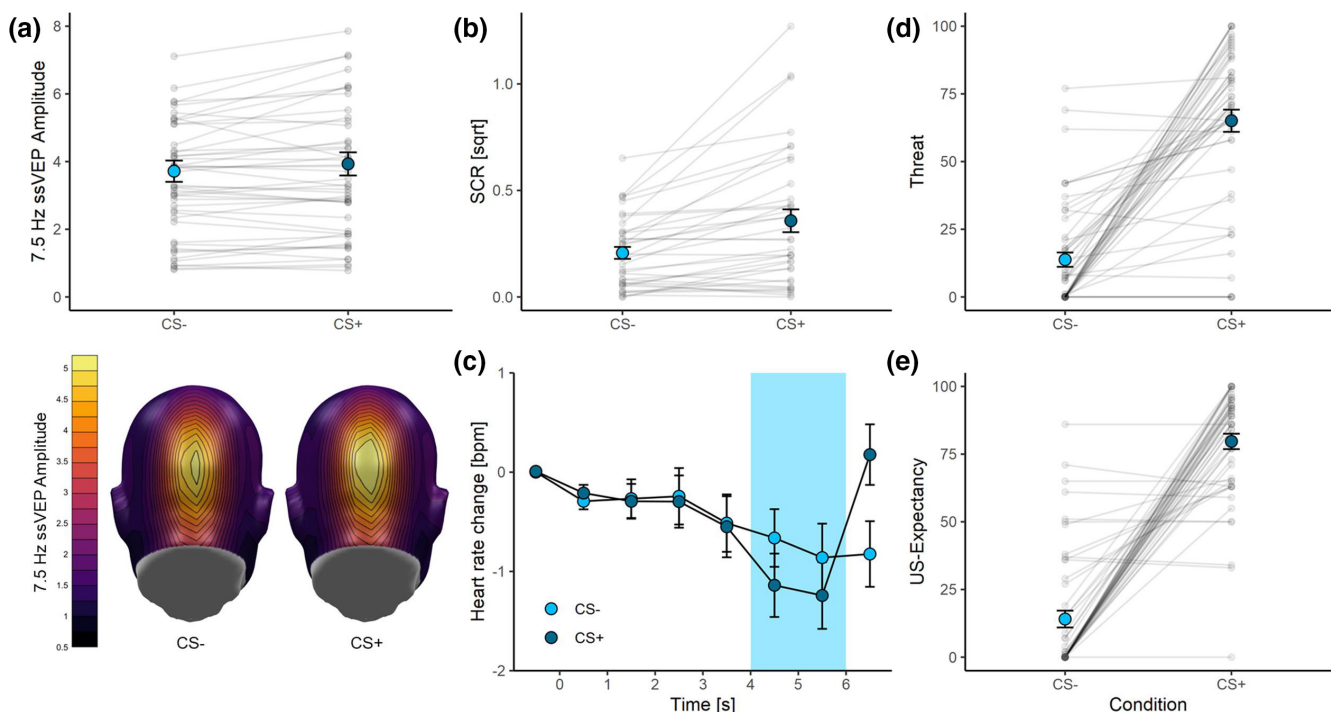 (a)
7.5 Hz ssVEP Amplitude
8
6
4
2
0
CS- CS+
7.5 Hz ssVEP Amplitude
5
4.5
4
3.5
3
2.5
2
1.5
1
0.5
CS- CS+
(b)
SCR [sqrt]
1.0
0.5
0.0
CS- CS+
(c)
Heart rate change [bpm]
1
0
-1
-2
CS-
CS+
0 1 2 3 4 5 6
Time [s]
(d)
Threat
100
75
50
25
0
CS- CS+
(e)
US-Expectancy
100
75
50
25
0
CS- CS+
Condition